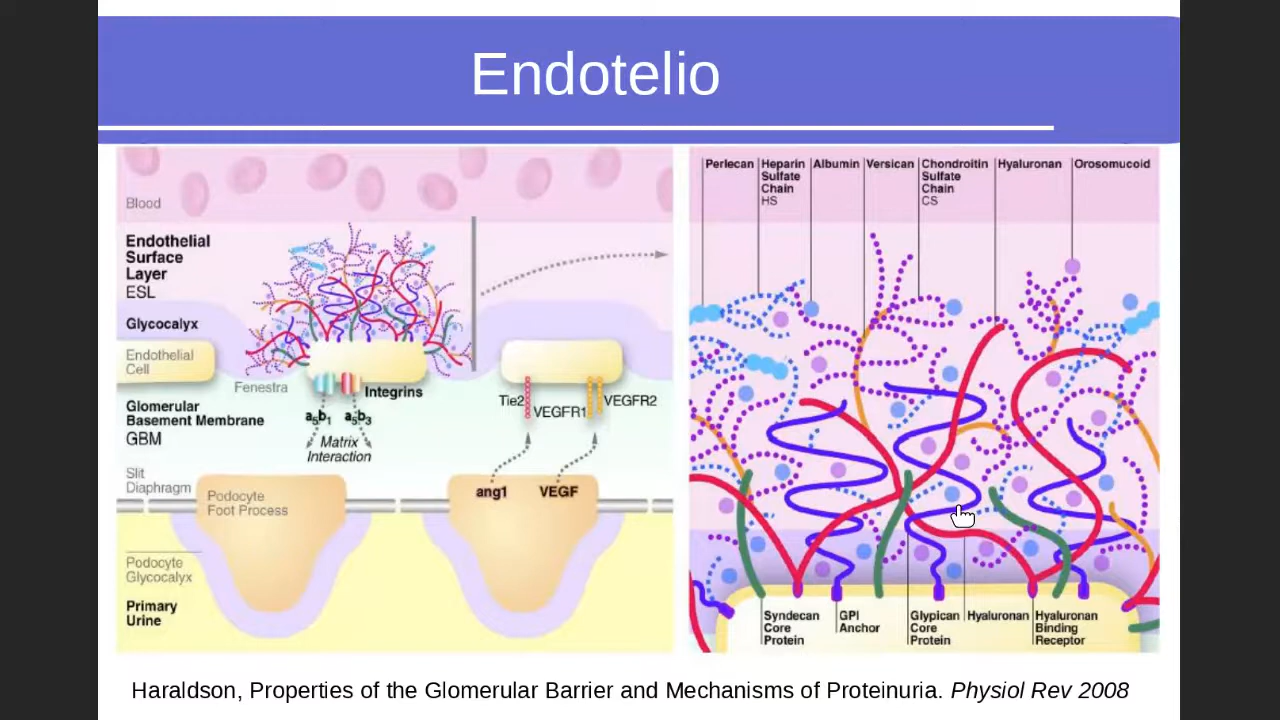 Endotelio
Blood
Endothelial
Surface
Layer
ESL
Glycocalyx
Endothelial
Cell
Fenestra
Glomerular
Basement Membrane
GBM
Slit
Diaphragm
Podocyte
Glycocalyx
Primary
Urine
Integrins
a5b1 a5b3
Matrix
Interaction
Podocyte
Foot Process
Tie2
VEGFR1
VEGFR2
ang1
VEGF
Perlecan
Heparin
Sulfate
Chain
HS
Albumin
Versican
Chondroitin
Sulfate
Chain
CS
Hyaluronan
Orosomucoid
Syndecan
Core
Protein
GPI
Anchor
Glypican
Core
Protein
Hyaluronan
Hyaluronan
Binding
Receptor
Haraldson, Properties of the Glomerular Barrier and Mechanisms of Proteinuria. Physiol Rev 2008